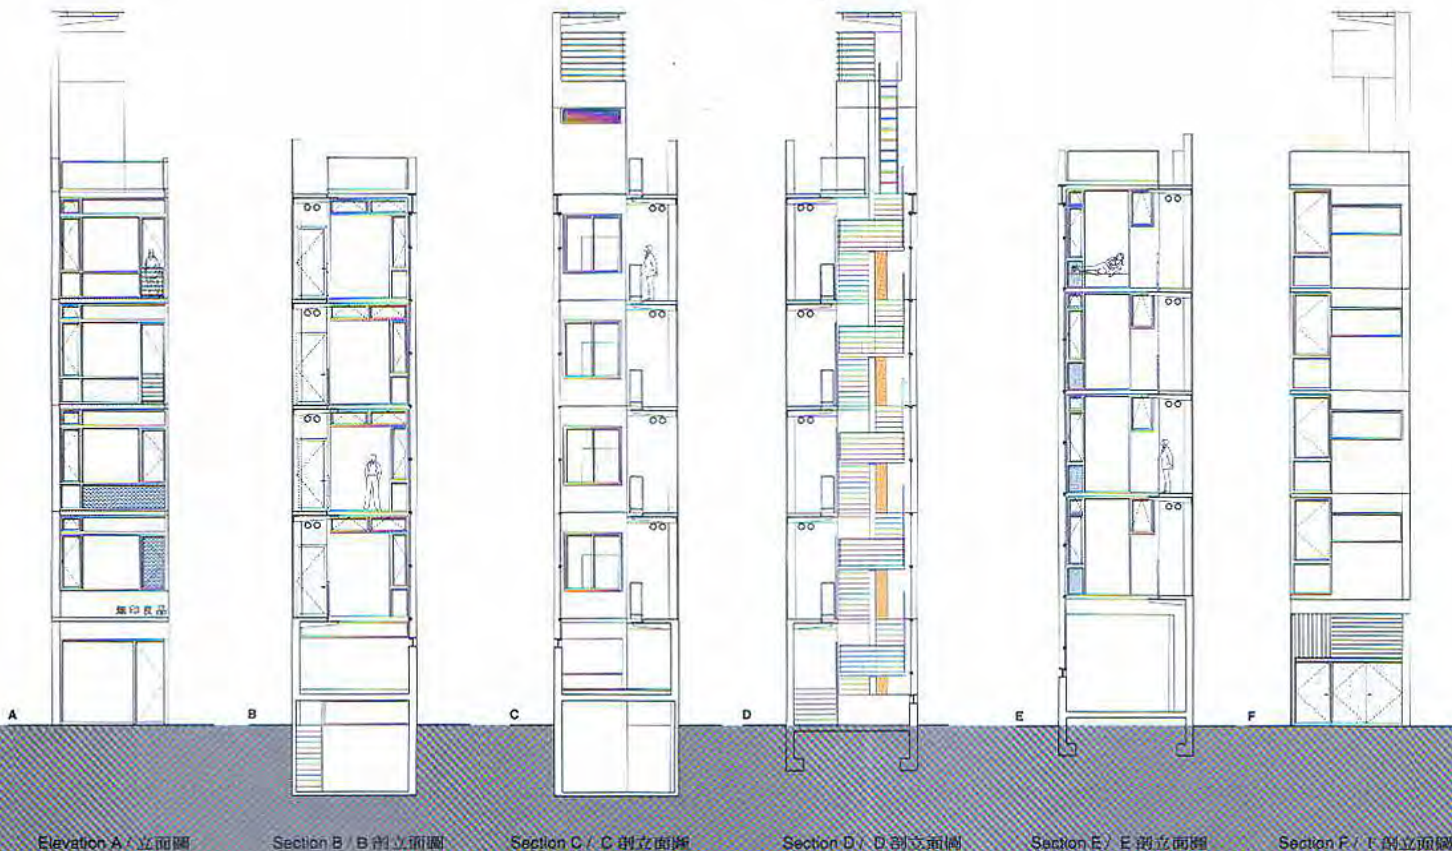 無印良品
A
B
C
D
E
F
Elevation A / 立面圖
Section B / B 剖立面圖
Section C / C 剖立面圖
Section D / D 剖立面圖
Section E / E 剖立面圖
Section F / F 剖立面圖